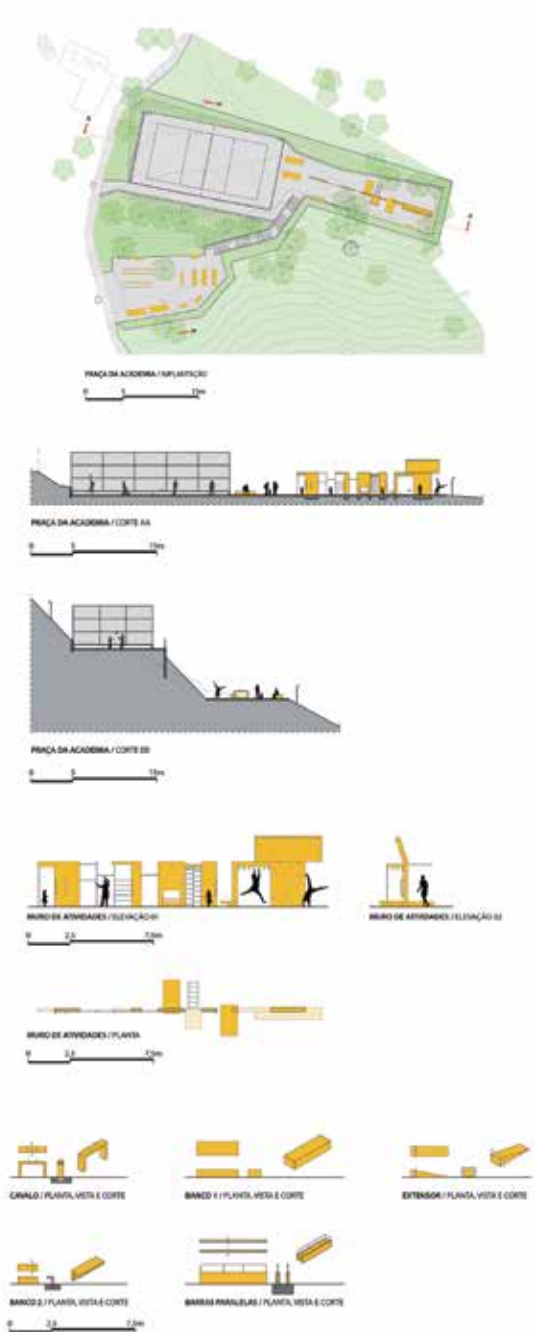 PRAÇA DA ACADEMIA / IMPLANTAÇÃO
0 5 15m
PRAÇA DA ACADEMIA / CORTE AA
0 5 15m
PRAÇA DA ACADEMIA / CORTE BB
0 5 15m
MURO DE ATIVIDADES / ELEVAÇÃO 01
MURO DE ATIVIDADES / ELEVAÇÃO 02
0 2,5 7,5m
MURO DE ATIVIDADES / PLANTA
0 2,5 7,5m
CAVALO / PLANTA, VISTA E CORTE
BANCO 1 / PLANTA, VISTA E CORTE
EXTENSOR / PLANTA, VISTA E CORTE
BANCO 2 / PLANTA, VISTA E CORTE
BARRAS PARALELAS / PLANTA, VISTA E CORTE
0 2,5 7,5m